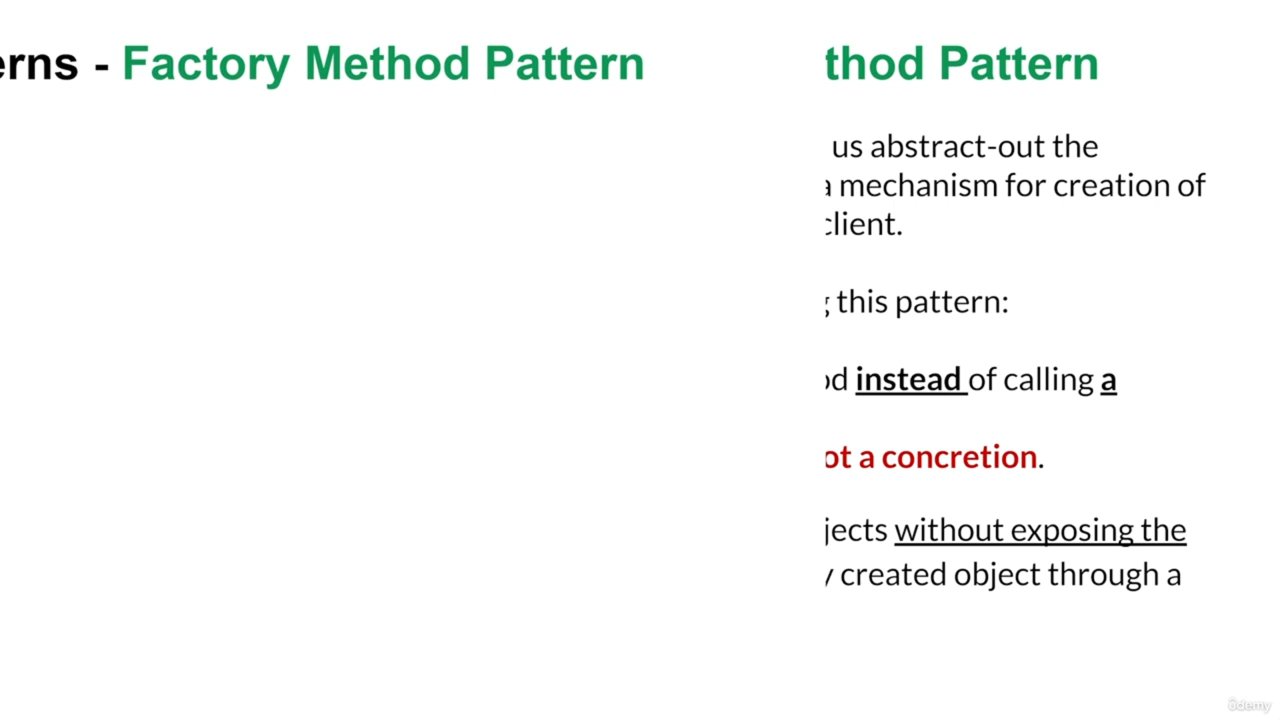 erns - Factory Method Pattern
thod Pattern
us abstract-out the
a mechanism for creation of
client.
this pattern:
od instead of calling a
ot a concretion.
jects without exposing the
y created object through a
ûdemy